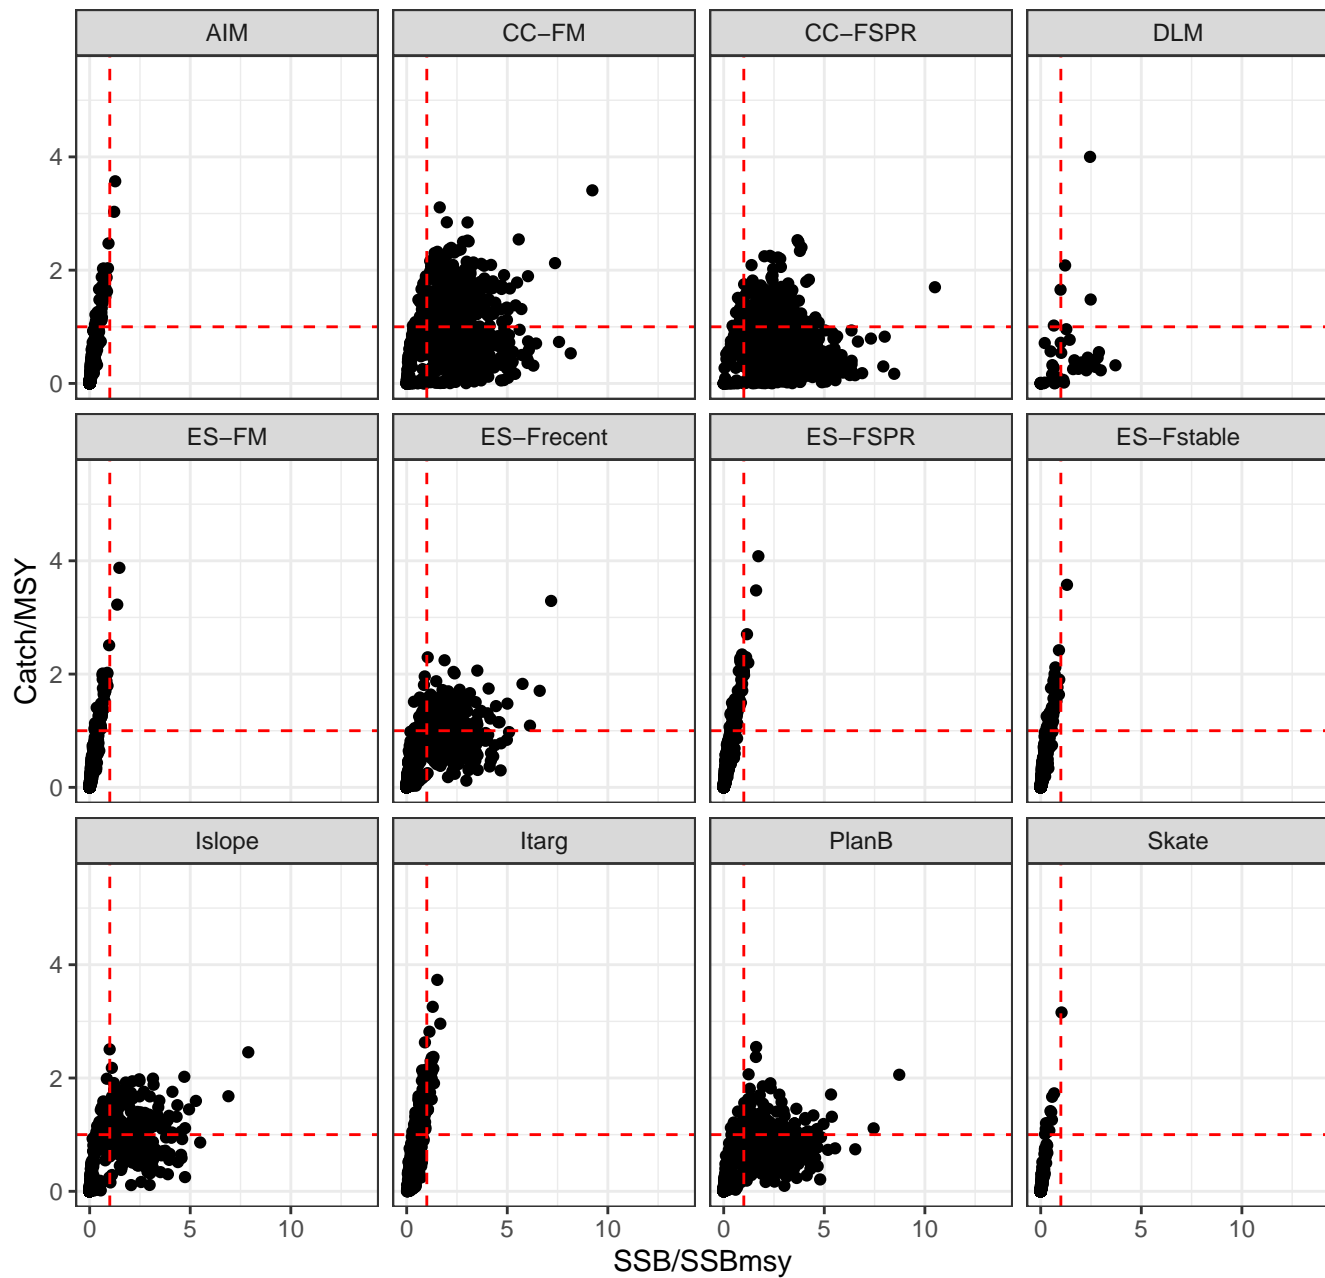 AIM CC−FM CC−FSPR DLM
4
2
0
ES−FM ES−Frecent ES−FSPR ES−Fstable
4
2
0
Islope Itarg PlanB Skate
4
2
0
0 5 10 0 5 10 0 5 10 0 5 10
SSB/SSBmsy
Catch/MSY